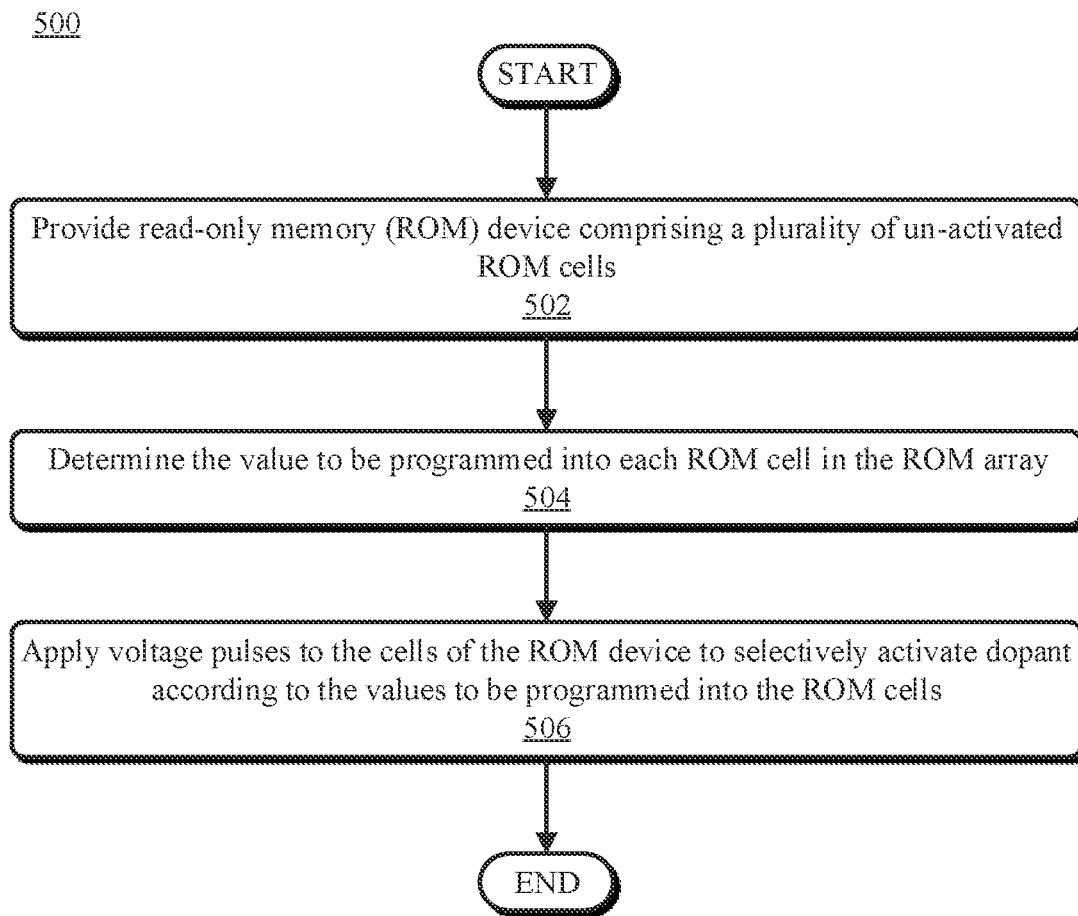 500
START
Provide read-only memory (ROM) device comprising a plurality of un-activated
ROM cells
502
Determine the value to be programmed into each ROM cell in the ROM array
504
Apply voltage pulses to the cells of the ROM device to selectively activate dopant
according to the values to be programmed into the ROM cells
506
END